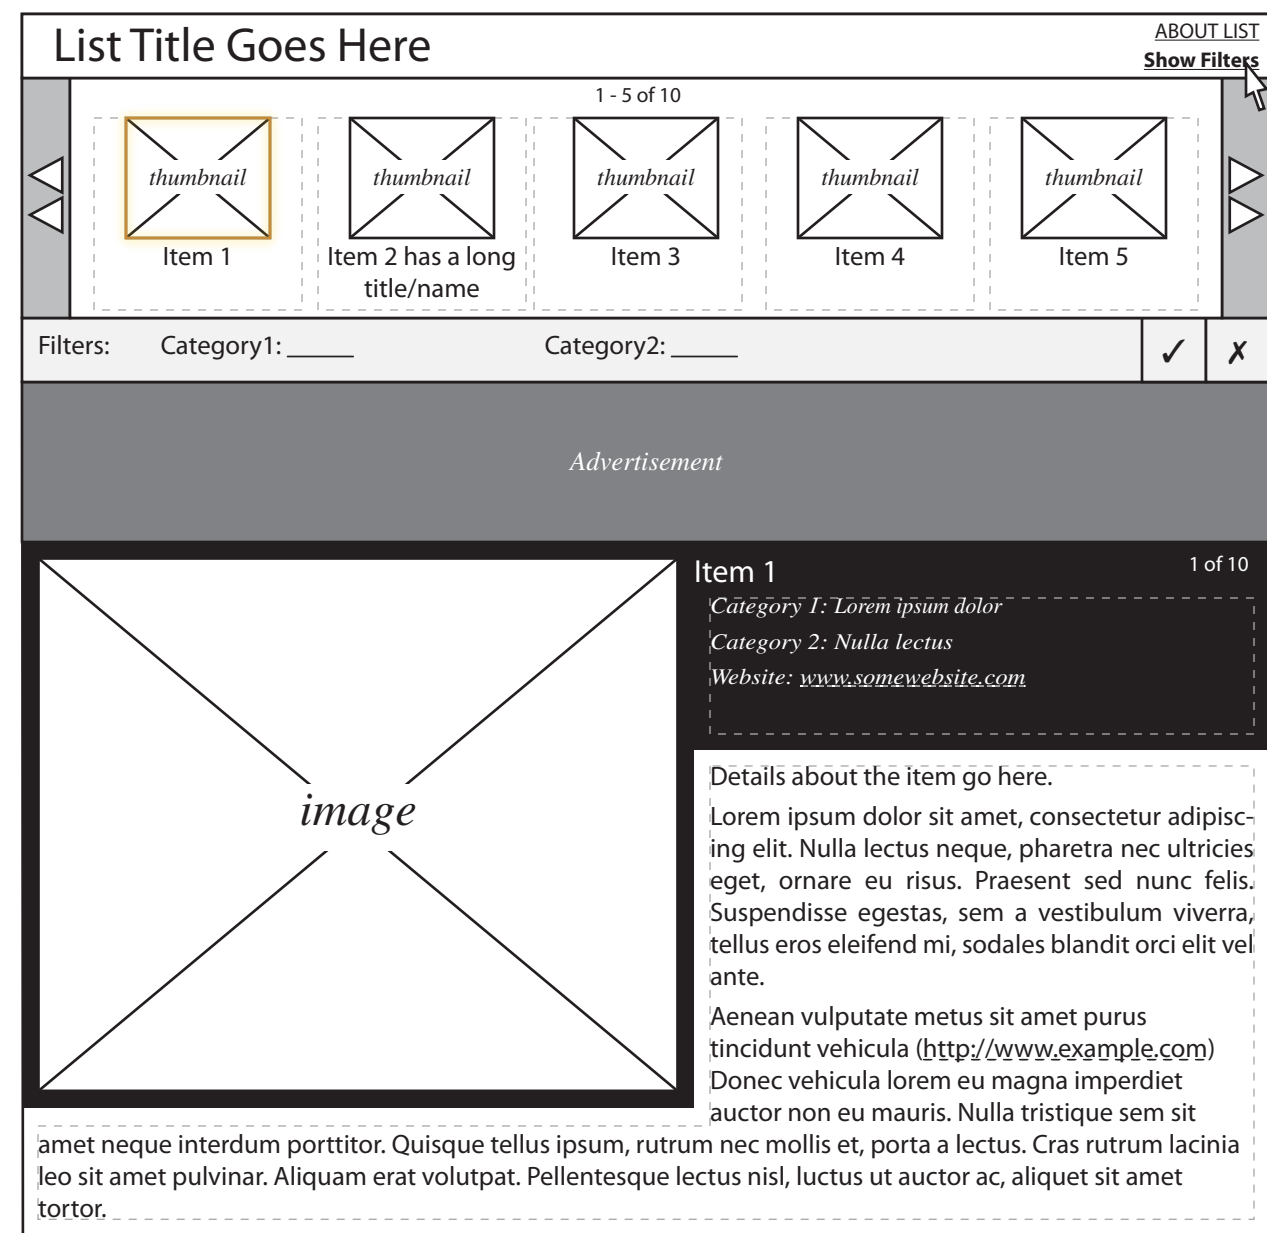 List Title Goes Here
ABOUT LIST
Show Filters
1 - 5 of 10
thumbnail thumbnail thumbnail thumbnail thumbnail
Item 1 Item 2 has a long Item 3 Item 4 Item 5
title/name
Filters: Category1: _____ Category2: _____ ✓ ✗
Advertisement
image
Item 1 1 of 10
Category 1: Lorem ipsum dolor
Category 2: Nulla lectus
Website: www.somewebsite.com
Details about the item go here.
Lorem ipsum dolor sit amet, consectetur adipisc-
ing elit. Nulla lectus neque, pharetra nec ultricies
eget, ornare eu risus. Praesent sed nunc felis.
Suspendisse egestas, sem a vestibulum viverra,
tellus eros eleifend mi, sodales blandit orci elit vel
ante.
Aenean vulputate metus sit amet purus
tincidunt vehicula (http://www.example.com)
Donec vehicula lorem eu magna imperdiet
auctor non eu mauris. Nulla tristique sem sit
amet neque interdum porttitor. Quisque tellus ipsum, rutrum nec mollis et, porta a lectus. Cras rutrum lacinia
leo sit amet pulvinar. Aliquam erat volutpat. Pellentesque lectus nisl, luctus ut auctor ac, aliquet sit amet
tortor.